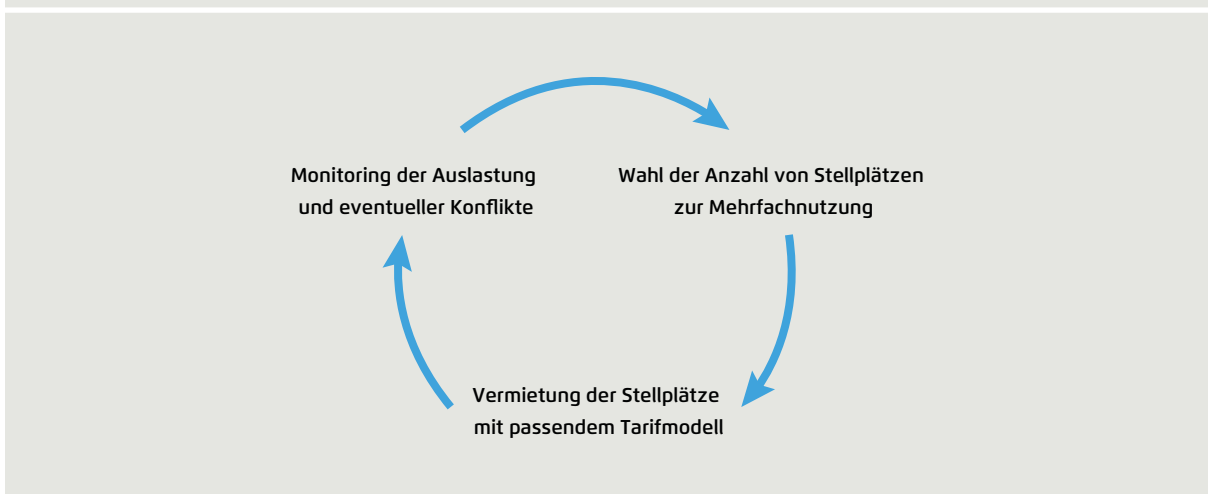 Monitoring der Auslastung
und eventueller Konflikte
Wahl der Anzahl von Stellplätzen
zur Mehrfachnutzung
Vermietung der Stellplätze
mit passendem Tarifmodell